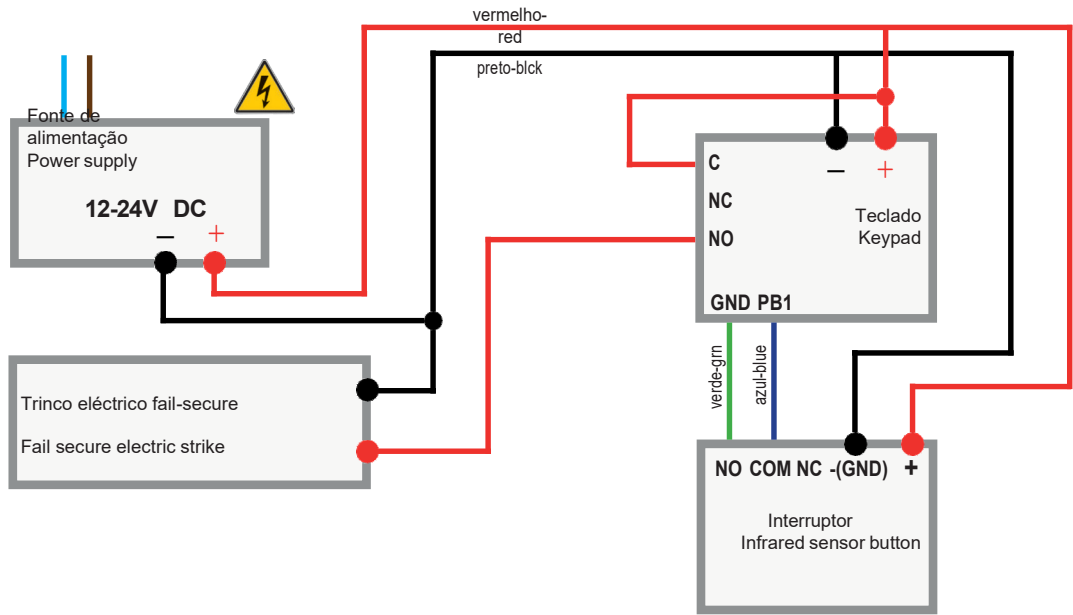 vermelho-
red
preto-blck
Fonte de
alimentação
Power supply
12-24V DC
– +
C
– +
NC
Teclado
NO
Keypad
GND PB1
verde-grn
azul-blue
Trinco eléctrico fail-secure
Fail secure electric strike
NO COM NC -(GND) +
Interruptor
Infrared sensor button